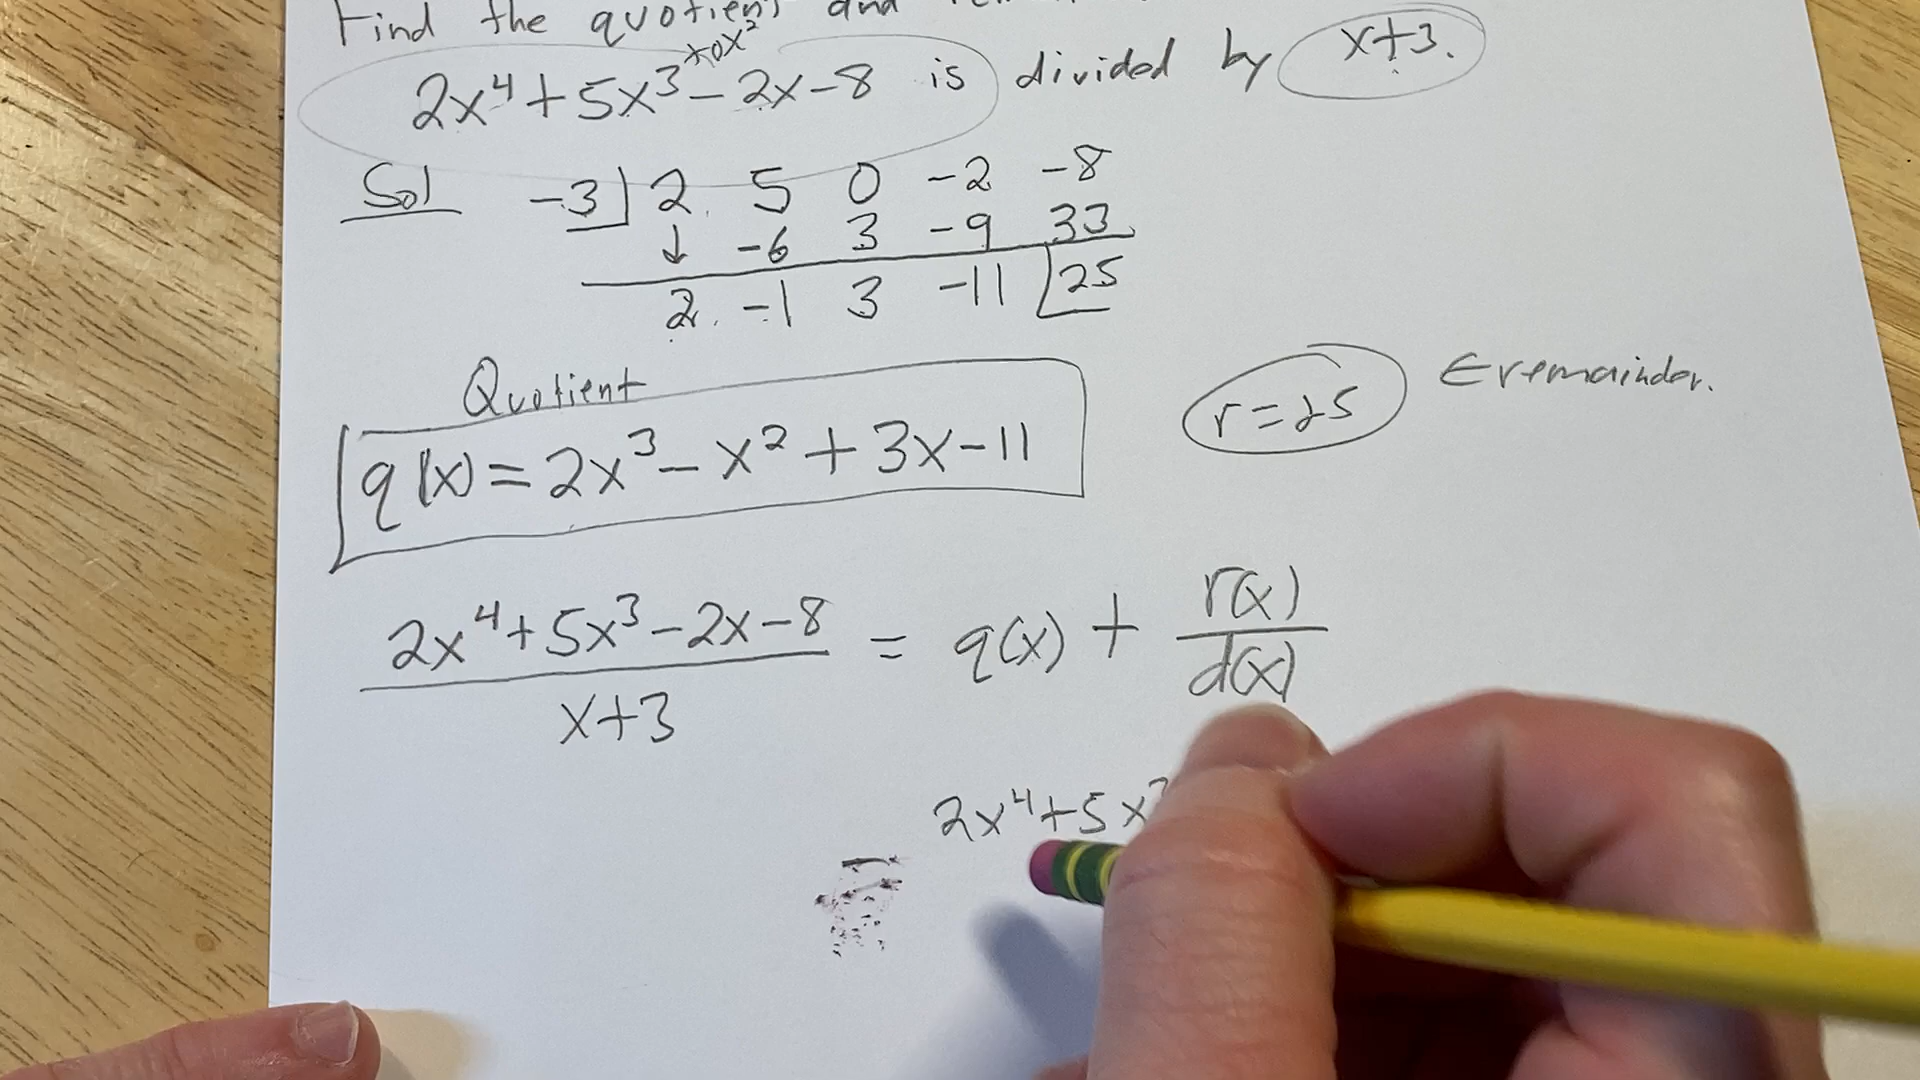 Find the quotient and
+0x²
2x⁴+5x³-2x-8 is divided by x+3.
Sol -3 2 5 0 -2 -8
↓ -6 3 -9 33
2 -1 3 -11 25
Quotient
r=25 ← remainder.
q(x)=2x³-x²+3x-11
2x⁴+5x³-2x-8 = q(x) + r(x)
x+3 d(x)
2x⁴+5x